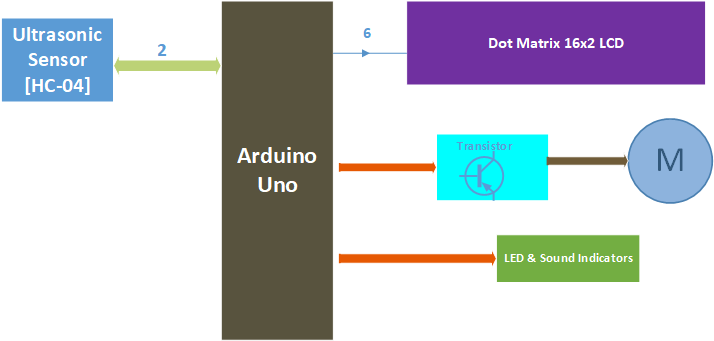 Ultrasonic
Sensor
[HC-04]
2
Arduino
Uno
6
Dot Matrix 16x2 LCD
Transistor
M
LED & Sound Indicators